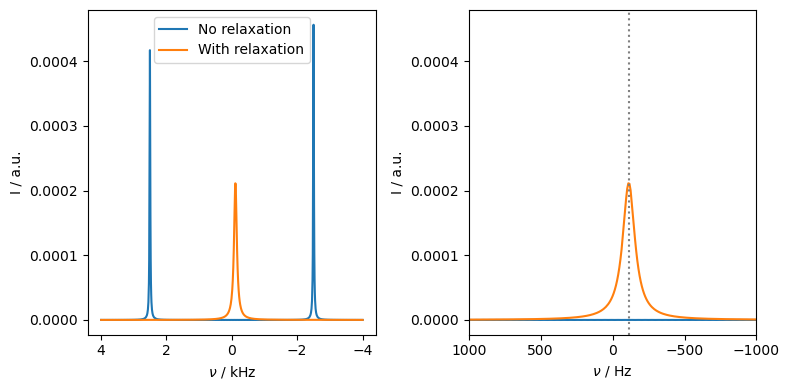 I / a.u.
0.0004
0.0003
0.0002
0.0001
0.0000
No relaxation
With relaxation
4 2 0 −2 −4
ν / kHz
I / a.u.
0.0004
0.0003
0.0002
0.0001
0.0000
1000 500 0 −500 −1000
ν / Hz